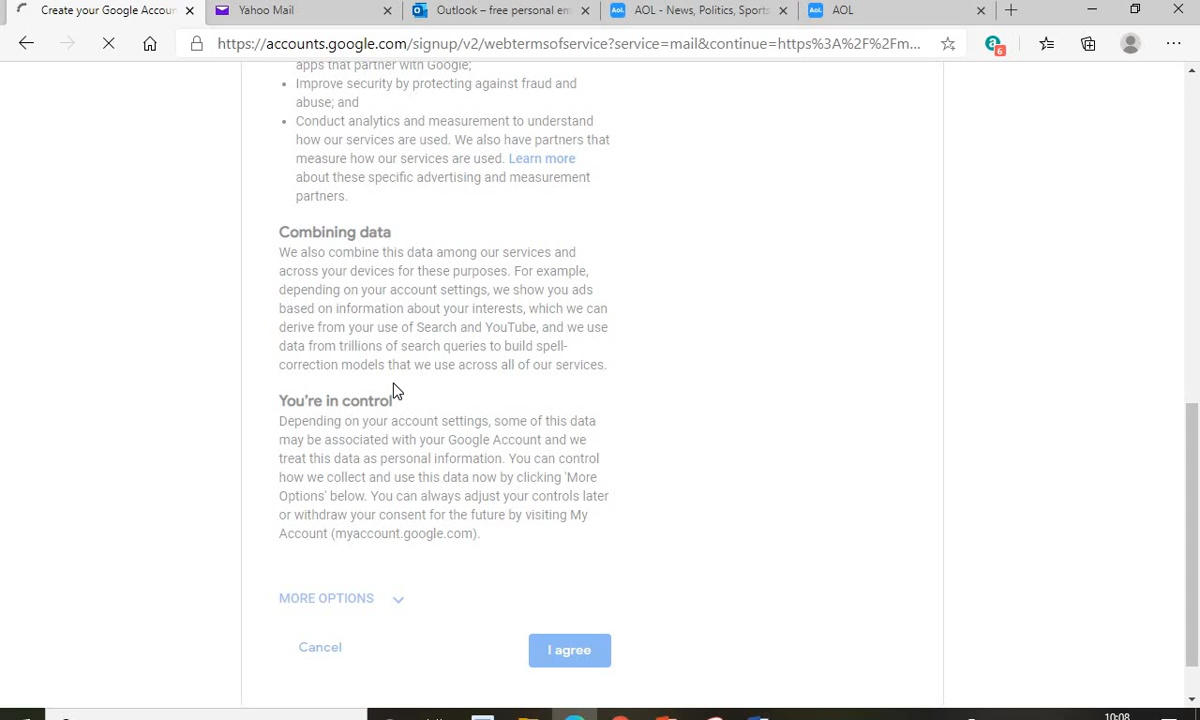 Create your Google Accoun
Yahoo Mail
Outlook – free personal em
Aol.
AOL - News, Politics, Sports
Aol.
AOL
https://accounts.google.com/signup/v2/webtermsofservice?service=mail&continue=https%3A%2F%2Fm...
a
6
apps that partner with Google;
• Improve security by protecting against fraud and
abuse; and
• Conduct analytics and measurement to understand
how our services are used. We also have partners that
measure how our services are used. Learn more
about these specific advertising and measurement
partners.
Combining data
We also combine this data among our services and
across your devices for these purposes. For example,
depending on your account settings, we show you ads
based on information about your interests, which we can
derive from your use of Search and YouTube, and we use
data from trillions of search queries to build spell-
correction models that we use across all of our services.
You're in control
Depending on your account settings, some of this data
may be associated with your Google Account and we
treat this data as personal information. You can control
how we collect and use this data now by clicking 'More
Options' below. You can always adjust your controls later
or withdraw your consent for the future by visiting My
Account (myaccount.google.com).
MORE OPTIONS
Cancel
I agree
10:08